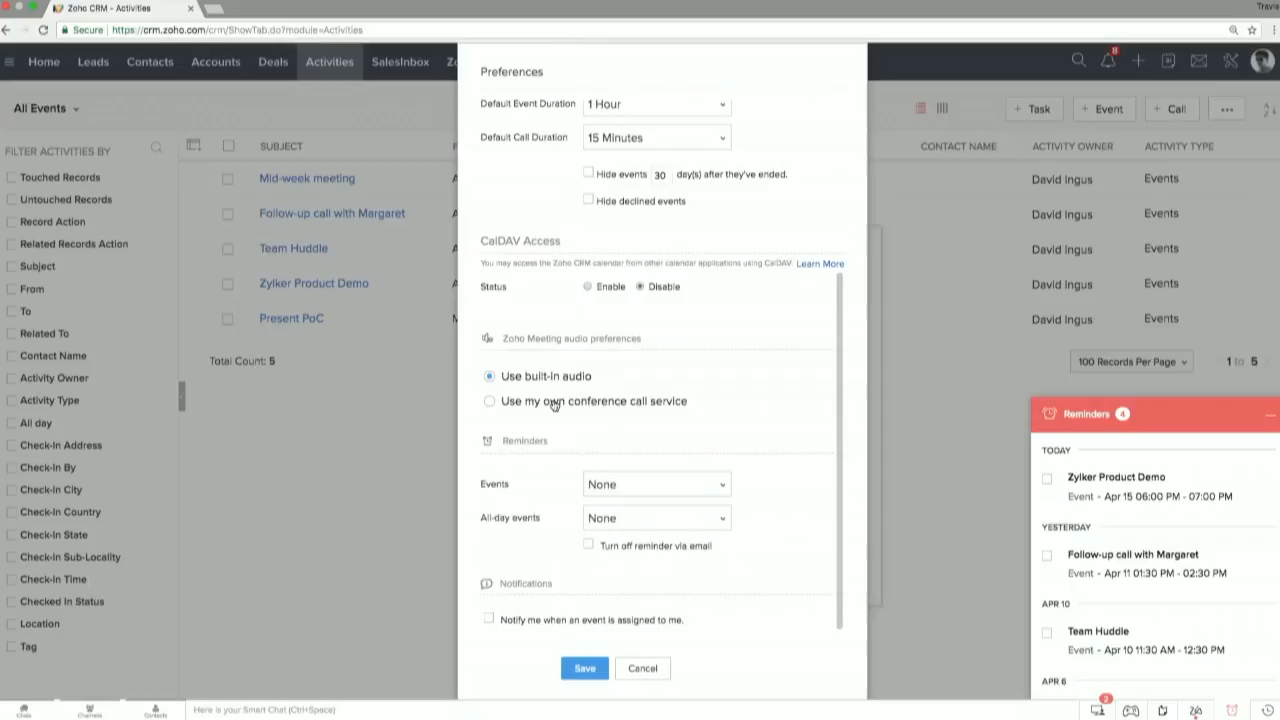 Zoho CRM - Activities
Travis
Secure https://crm.zoho.com/crm/ShowTab.do?module=Activities
Home Leads Contacts Accounts Deals Activities SalesInbox
8
All Events
+ Task + Event + Call ...
FILTER ACTIVITIES BY
Touched Records
Untouched Records
Record Action
Related Records Action
Subject
From
To
Related To
Contact Name
Activity Owner
Activity Type
All day
Check-In Address
Check-In By
Check-In City
Check-In Country
Check-In State
Check-In Sub-Locality
Check-In Time
Checked In Status
Location
Tag
SUBJECT
CONTACT NAME ACTIVITY OWNER ACTIVITY TYPE
Mid-week meeting
David Ingus Events
Follow-up call with Margaret
David Ingus Events
Team Huddle
David Ingus Events
Zylker Product Demo
David Ingus Events
Present PoC
David Ingus Events
Total Count: 5
100 Records Per Page 1 to 5
Preferences
Default Event Duration 1 Hour
Default Call Duration 15 Minutes
Hide events 30 day(s) after they've ended.
Hide declined events
CalDAV Access
You may access the Zoho CRM calendar from other calendar applications using CalDAV. Learn More
Status Enable Disable
Zoho Meeting audio preferences
Use built-in audio
Use my own conference call service
Reminders
Events None
All-day events None
Turn off reminder via email
Notifications
Notify me when an event is assigned to me.
Save Cancel
Reminders 4
TODAY
Zylker Product Demo
Event - Apr 15 06:00 PM - 07:00 PM
YESTERDAY
Follow-up call with Margaret
Event - Apr 11 01:30 PM - 02:30 PM
APR 10
Team Huddle
Event - Apr 10 11:30 AM - 12:30 PM
APR 6
Chats Channels Contacts
Here is your Smart Chat (Ctrl+Space)